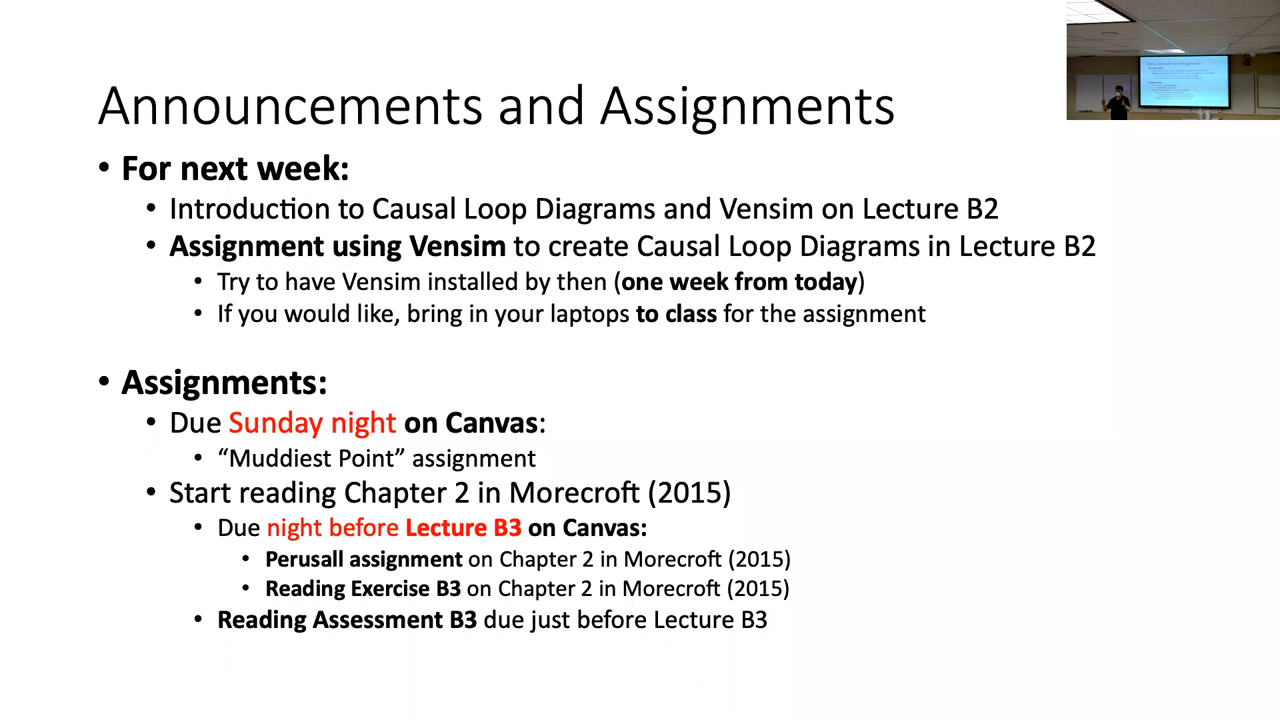 Announcements and Assignments
• For next week:
• Introduction to Causal Loop Diagrams and Vensim on Lecture B2
• Assignment using Vensim to create Causal Loop Diagrams in Lecture B2
• Try to have Vensim installed by then (one week from today)
• If you would like, bring in your laptops to class for the assignment
• Assignments:
• Due Sunday night on Canvas:
• “Muddiest Point” assignment
• Start reading Chapter 2 in Morecroft (2015)
• Due night before Lecture B3 on Canvas:
• Perusall assignment on Chapter 2 in Morecroft (2015)
• Reading Exercise B3 on Chapter 2 in Morecroft (2015)
• Reading Assessment B3 due just before Lecture B3